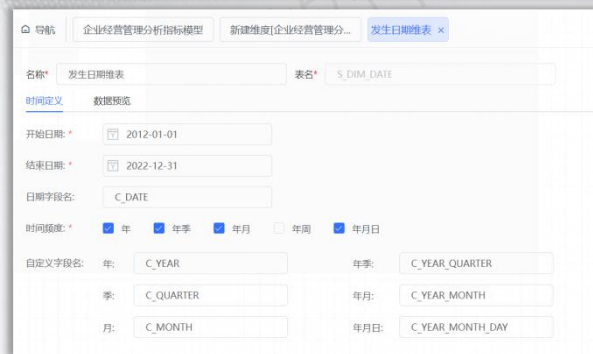 导航 企业经营管理分析指标模型 新建维度[企业经营管理分... 发生日期维表 ×
名称* 发生日期维表 表名* S_DIM_DATE
时间定义 数据预览
开始日期: * 2012-01-01
结束日期: * 2022-12-31
日期字段名: C_DATE
时间频度: * 年 年季 年月 年周 年月日
自定义字段名: 年: C_YEAR 年季: C_YEAR_QUARTER
季: C_QUARTER 年月: C_YEAR_MONTH
月: C_MONTH 年月日: C_YEAR_MONTH_DAY